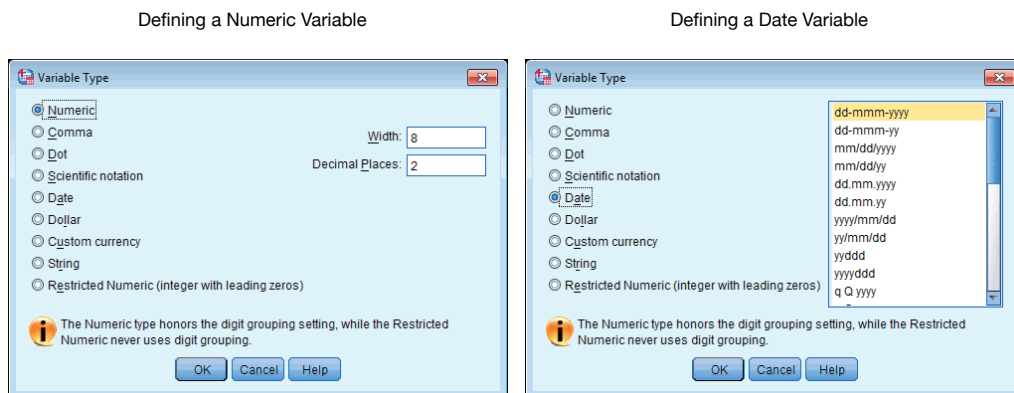 Defining a Numeric Variable
Variable Type
Numeric
Comma
Width: 8
Dot
Decimal Places: 2
Scientific notation
Date
Dollar
Custom currency
String
Restricted Numeric (integer with leading zeros)
The Numeric type honors the digit grouping setting, while the Restricted
Numeric never uses digit grouping.
OK Cancel Help
Defining a Date Variable
Variable Type
Numeric
Comma
Dot
Scientific notation
Date
Dollar
Custom currency
String
Restricted Numeric (integer with leading zeros)
dd-mmm-yyyy
dd-mmm-yy
mm/dd/yyyy
mm/dd/yy
dd.mm.yyyy
dd.mm.yy
yyyy/mm/dd
yy/mm/dd
yyddd
yyyyddd
q Q yyyy
The Numeric type honors the digit grouping setting, while the Restricted
Numeric never uses digit grouping.
OK Cancel Help